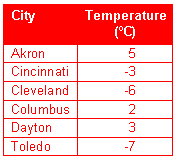 City Temperature
(ºC)
Akron 5
Cincinnati -3
Cleveland -6
Columbus 2
Dayton 3
Toledo -7